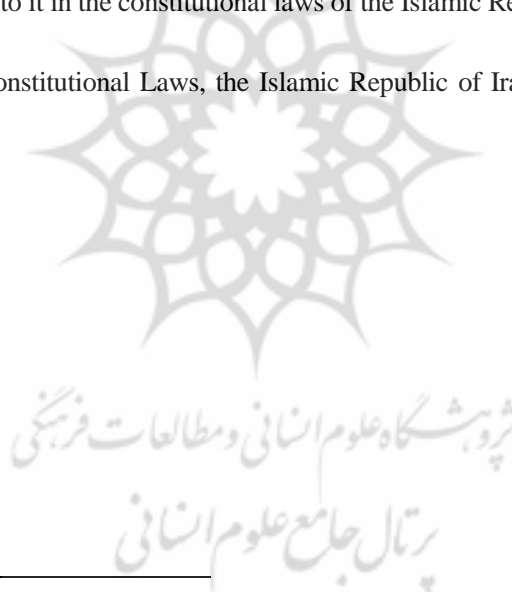 to it in the constitutional laws of the Islamic Re
onstitutional Laws, the Islamic Republic of Ira
پژوهشگاه علوم انسانی و مطالعات فرهنگی
پرتال جامع علوم انسانی